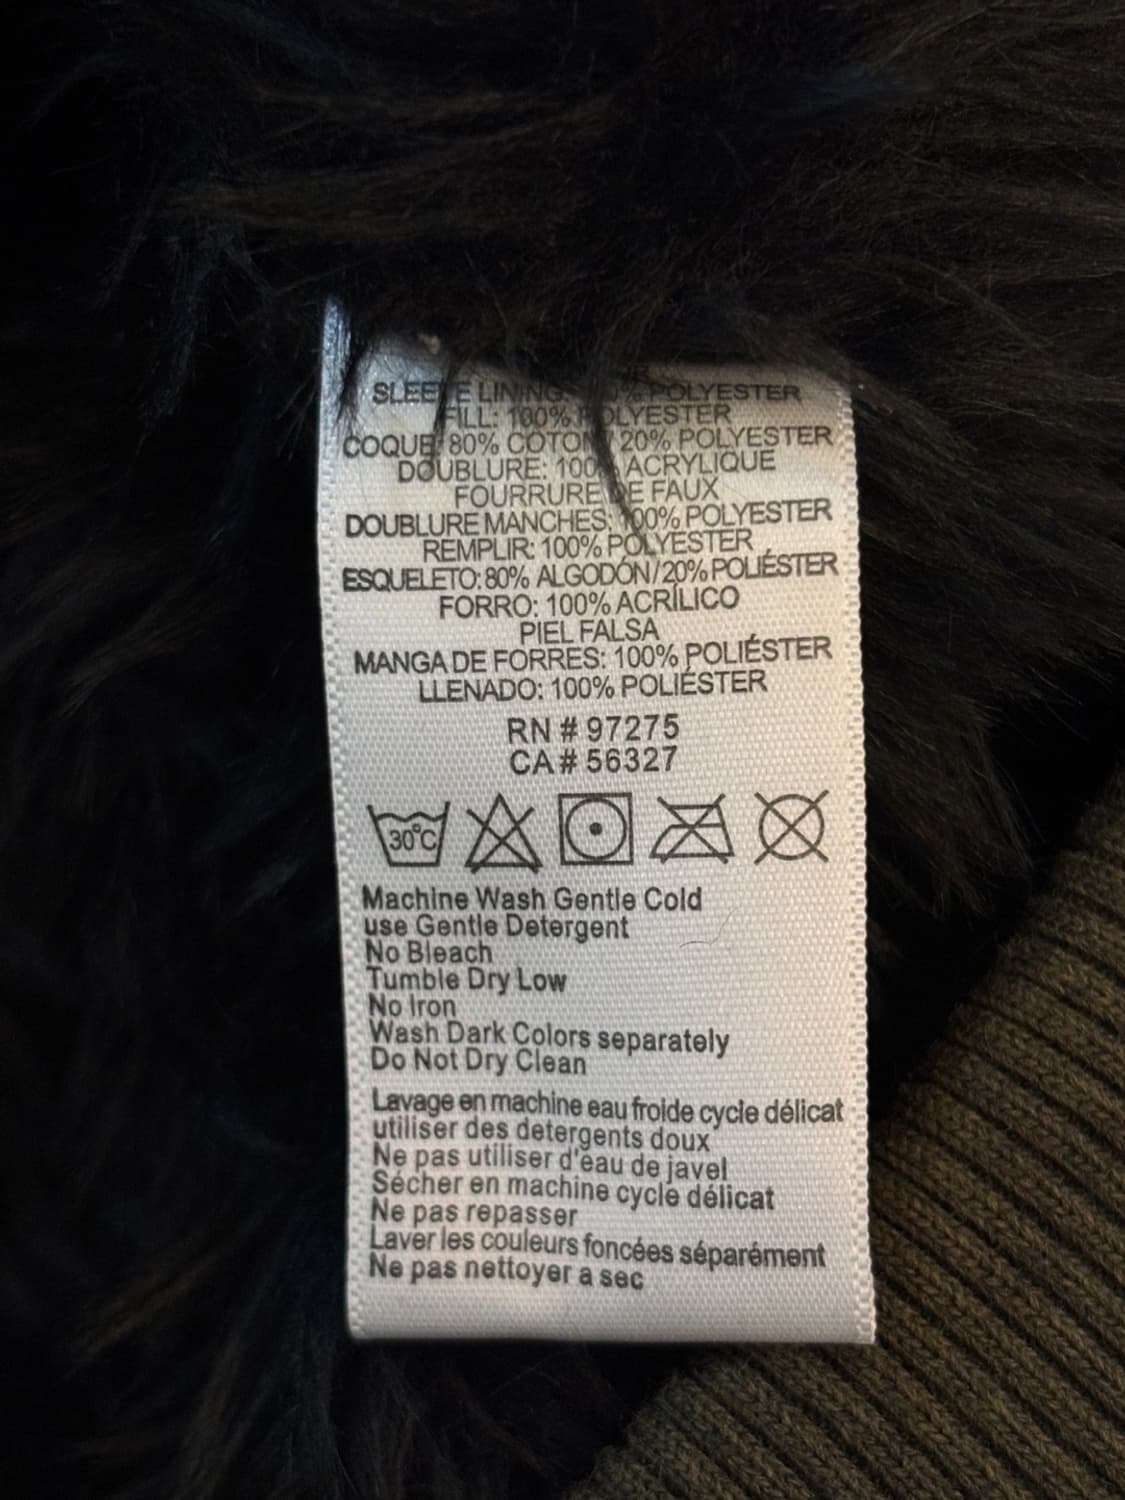 SLEEVE LINING: % POLYESTER
FILL: 100% POLYESTER
COQUE: 80% COTON/ 20% POLYESTER
DOUBLURE: 100% ACRYLIQUE
FOURRURE DE FAUX
DOUBLURE MANCHES: 100% POLYESTER
REMPLIR: 100% POLYESTER
ESQUELETO: 80% ALGODÓN/20% POLIÉSTER
FORRO: 100% ACRÍLICO
PIEL FALSA
MANGA DE FORRES: 100% POLIÉSTER
LLENADO: 100% POLIÉSTER
RN # 97275
CA # 56327
30°C
Machine Wash Gentle Cold
use Gentle Detergent
No Bleach
Tumble Dry Low
No Iron
Wash Dark Colors separately
Do Not Dry Clean
Lavage en machine eau froide cycle délicat
utiliser des detergents doux
Ne pas utiliser d'eau de javel
Sécher en machine cycle délicat
Ne pas repasser
Laver les couleurs foncées séparément
Ne pas nettoyer a sec